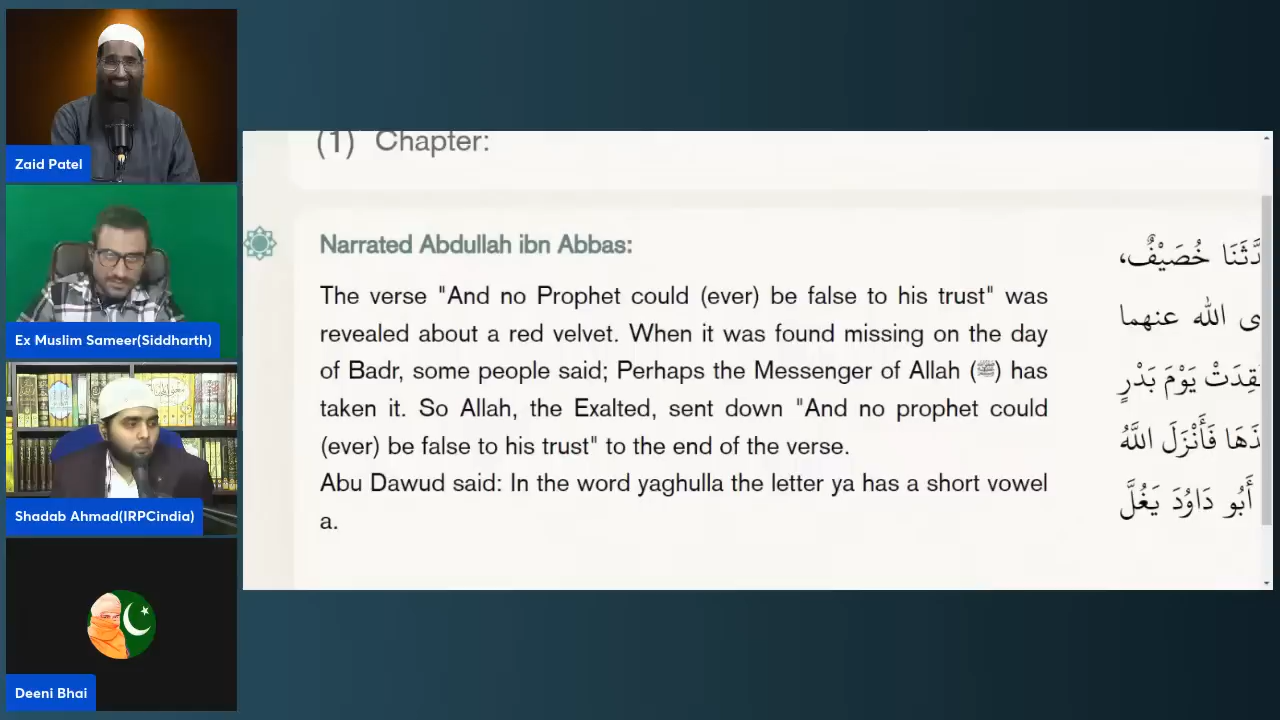 Zaid Patel
Ex Muslim Sameer(Siddharth)
Shadab Ahmad(IRPCindia)
Deeni Bhai
(1) Chapter:
Narrated Abdullah ibn Abbas:
The verse "And no Prophet could (ever) be false to his trust" was
revealed about a red velvet. When it was found missing on the day
of Badr, some people said; Perhaps the Messenger of Allah (ﷺ) has
taken it. So Allah, the Exalted, sent down "And no prophet could
(ever) be false to his trust" to the end of the verse.
Abu Dawud said: In the word yaghulla the letter ya has a short vowel
a.
دَّثَنَا خُصَيْفٌ،
ى الله عنهما
قِدَتْ يَوْمَ بَدْرٍ
ذَهَا فَأَنْزَلَ اللَّهُ
أَبُو دَاوُدَ يَغُلَّ